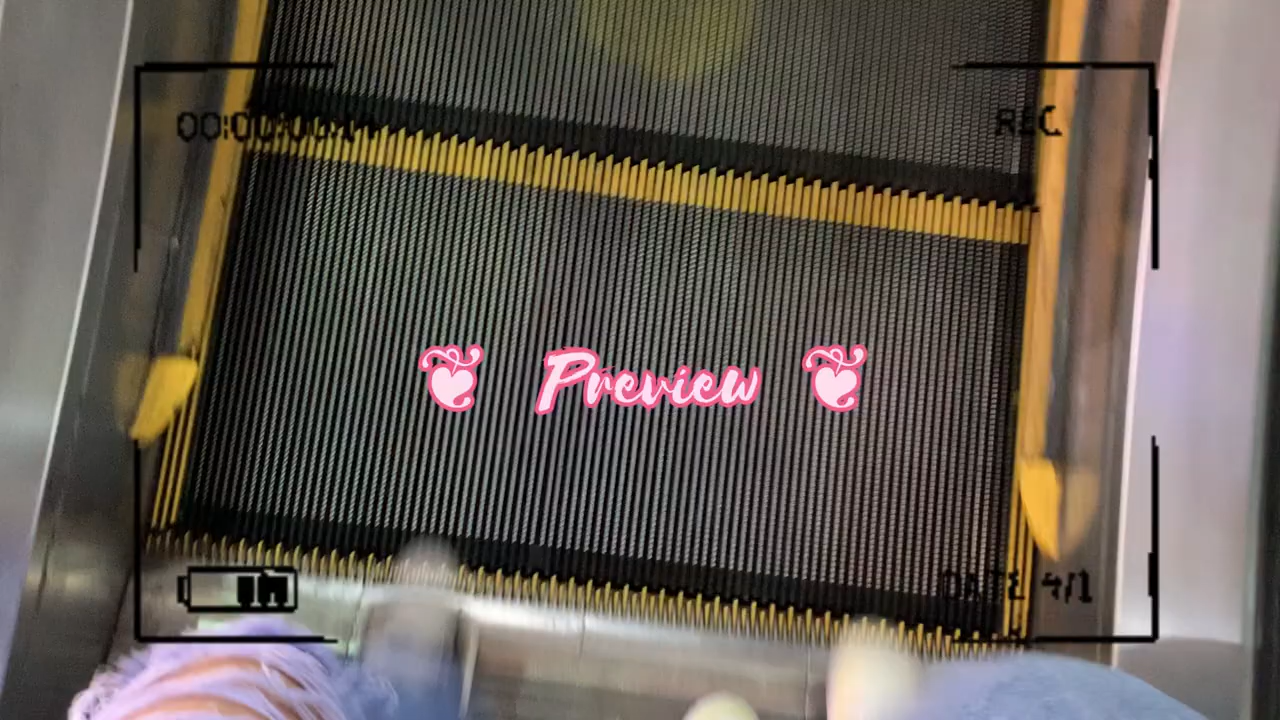 REC
❦ Preview ❦
DATE 4/1